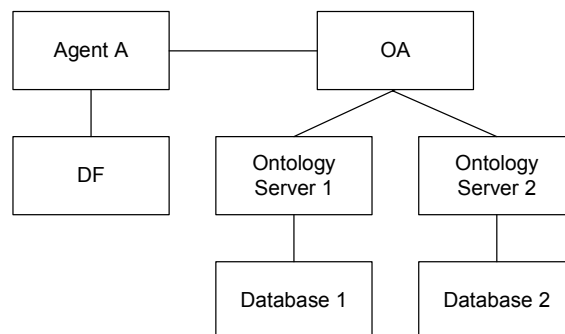 Agent A
OA
DF
Ontology
Server 1
Ontology
Server 2
Database 1
Database 2